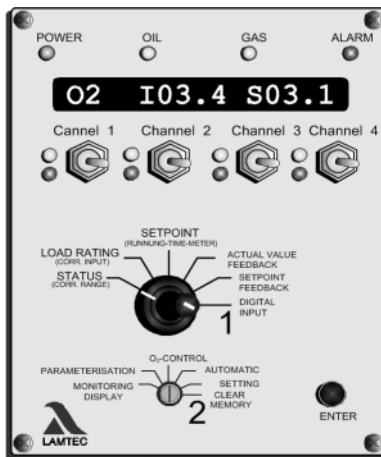 POWER OIL GAS ALARM
O2 I03.4 S03.1
Cannel 1 Channel 2 Channel 3 Channel 4
SETPOINT
(RUNNUNG-TIME-METER)
LOAD RATING
(CORR. INPUT)
ACTUAL VALUE
FEEDBACK
STATUS
(CORR. RANGE)
SETPOINT
FEEDBACK
DIGITAL
INPUT
1
O₂-CONTROL
PARAMETERISATION
AUTOMATIC
MONITORING
DISPLAY
SETTING
CLEAR
MEMORY
2
LAMTEC
ENTER